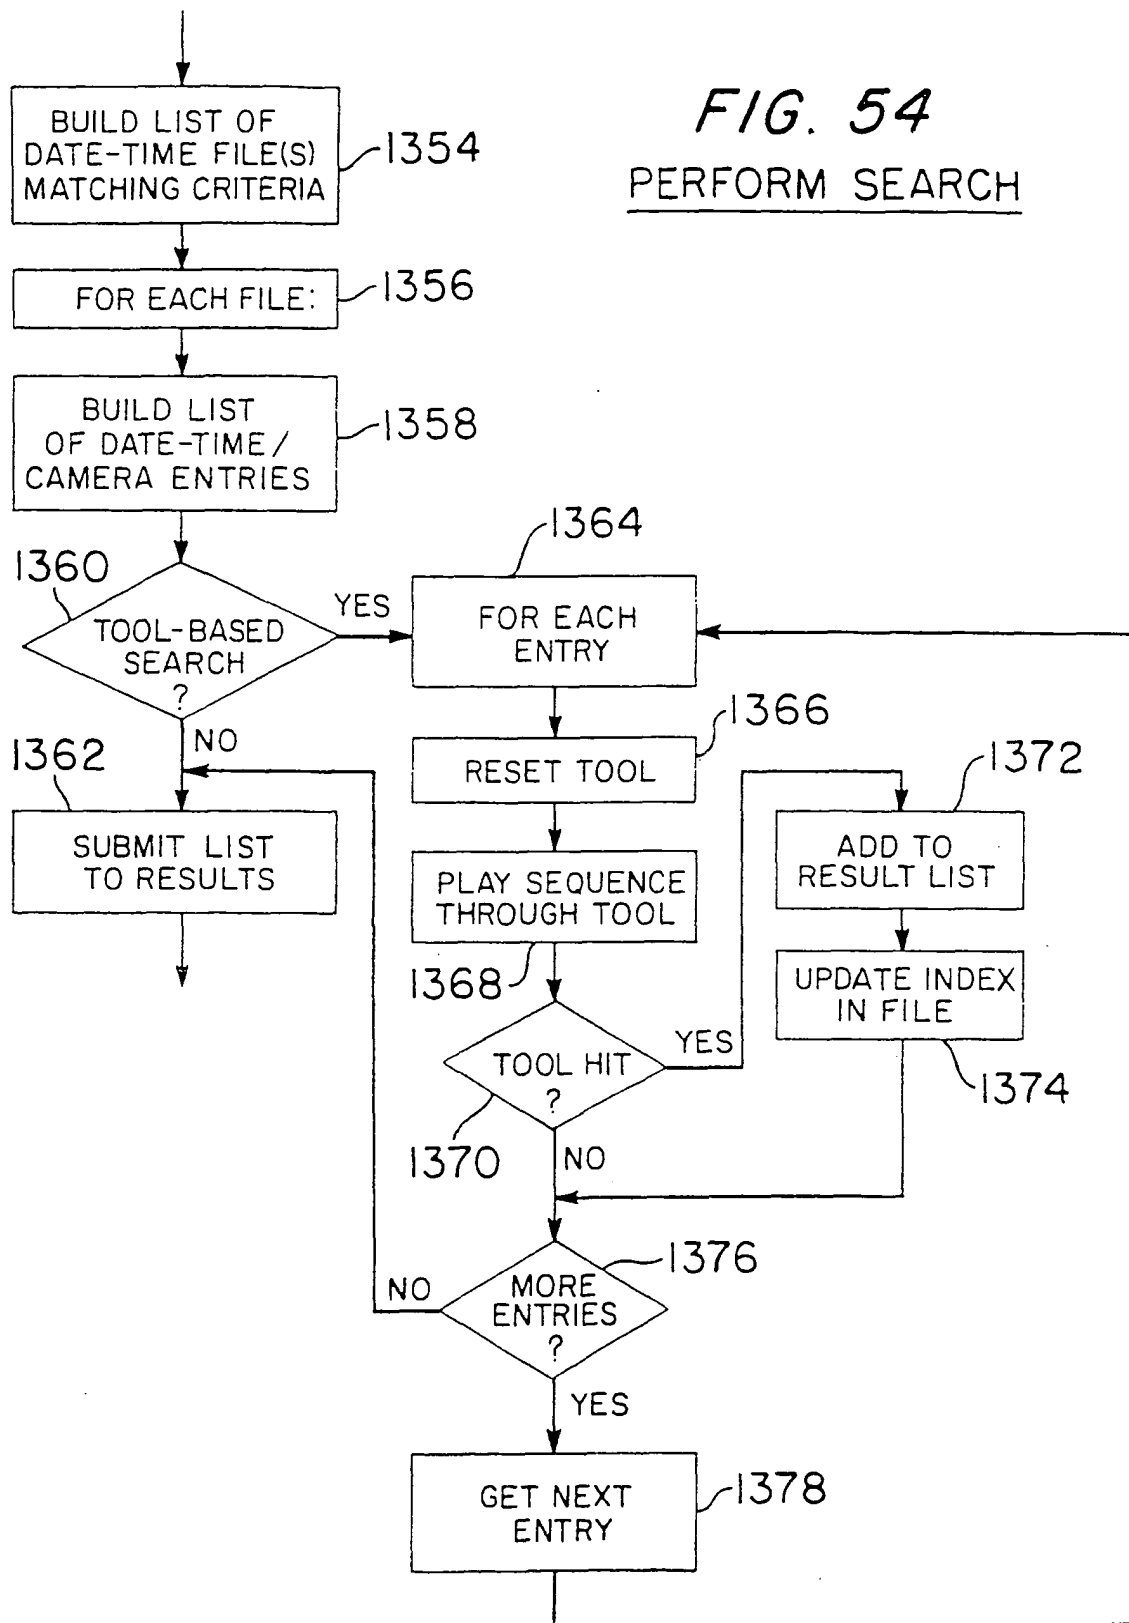 FIG. 54
PERFORM SEARCH
BUILD LIST OF
DATE-TIME FILE(S)
MATCHING CRITERIA
1354
FOR EACH FILE:
1356
BUILD LIST
OF DATE-TIME/
CAMERA ENTRIES
1358
1360
TOOL-BASED
SEARCH
?
YES
NO
1362
SUBMIT LIST
TO RESULTS
1364
FOR EACH
ENTRY
1366
RESET TOOL
PLAY SEQUENCE
THROUGH TOOL
1368
TOOL HIT
?
1370
YES
NO
1372
ADD TO
RESULT LIST
UPDATE INDEX
IN FILE
1374
1376
MORE
ENTRIES
?
NO
YES
GET NEXT
ENTRY
1378